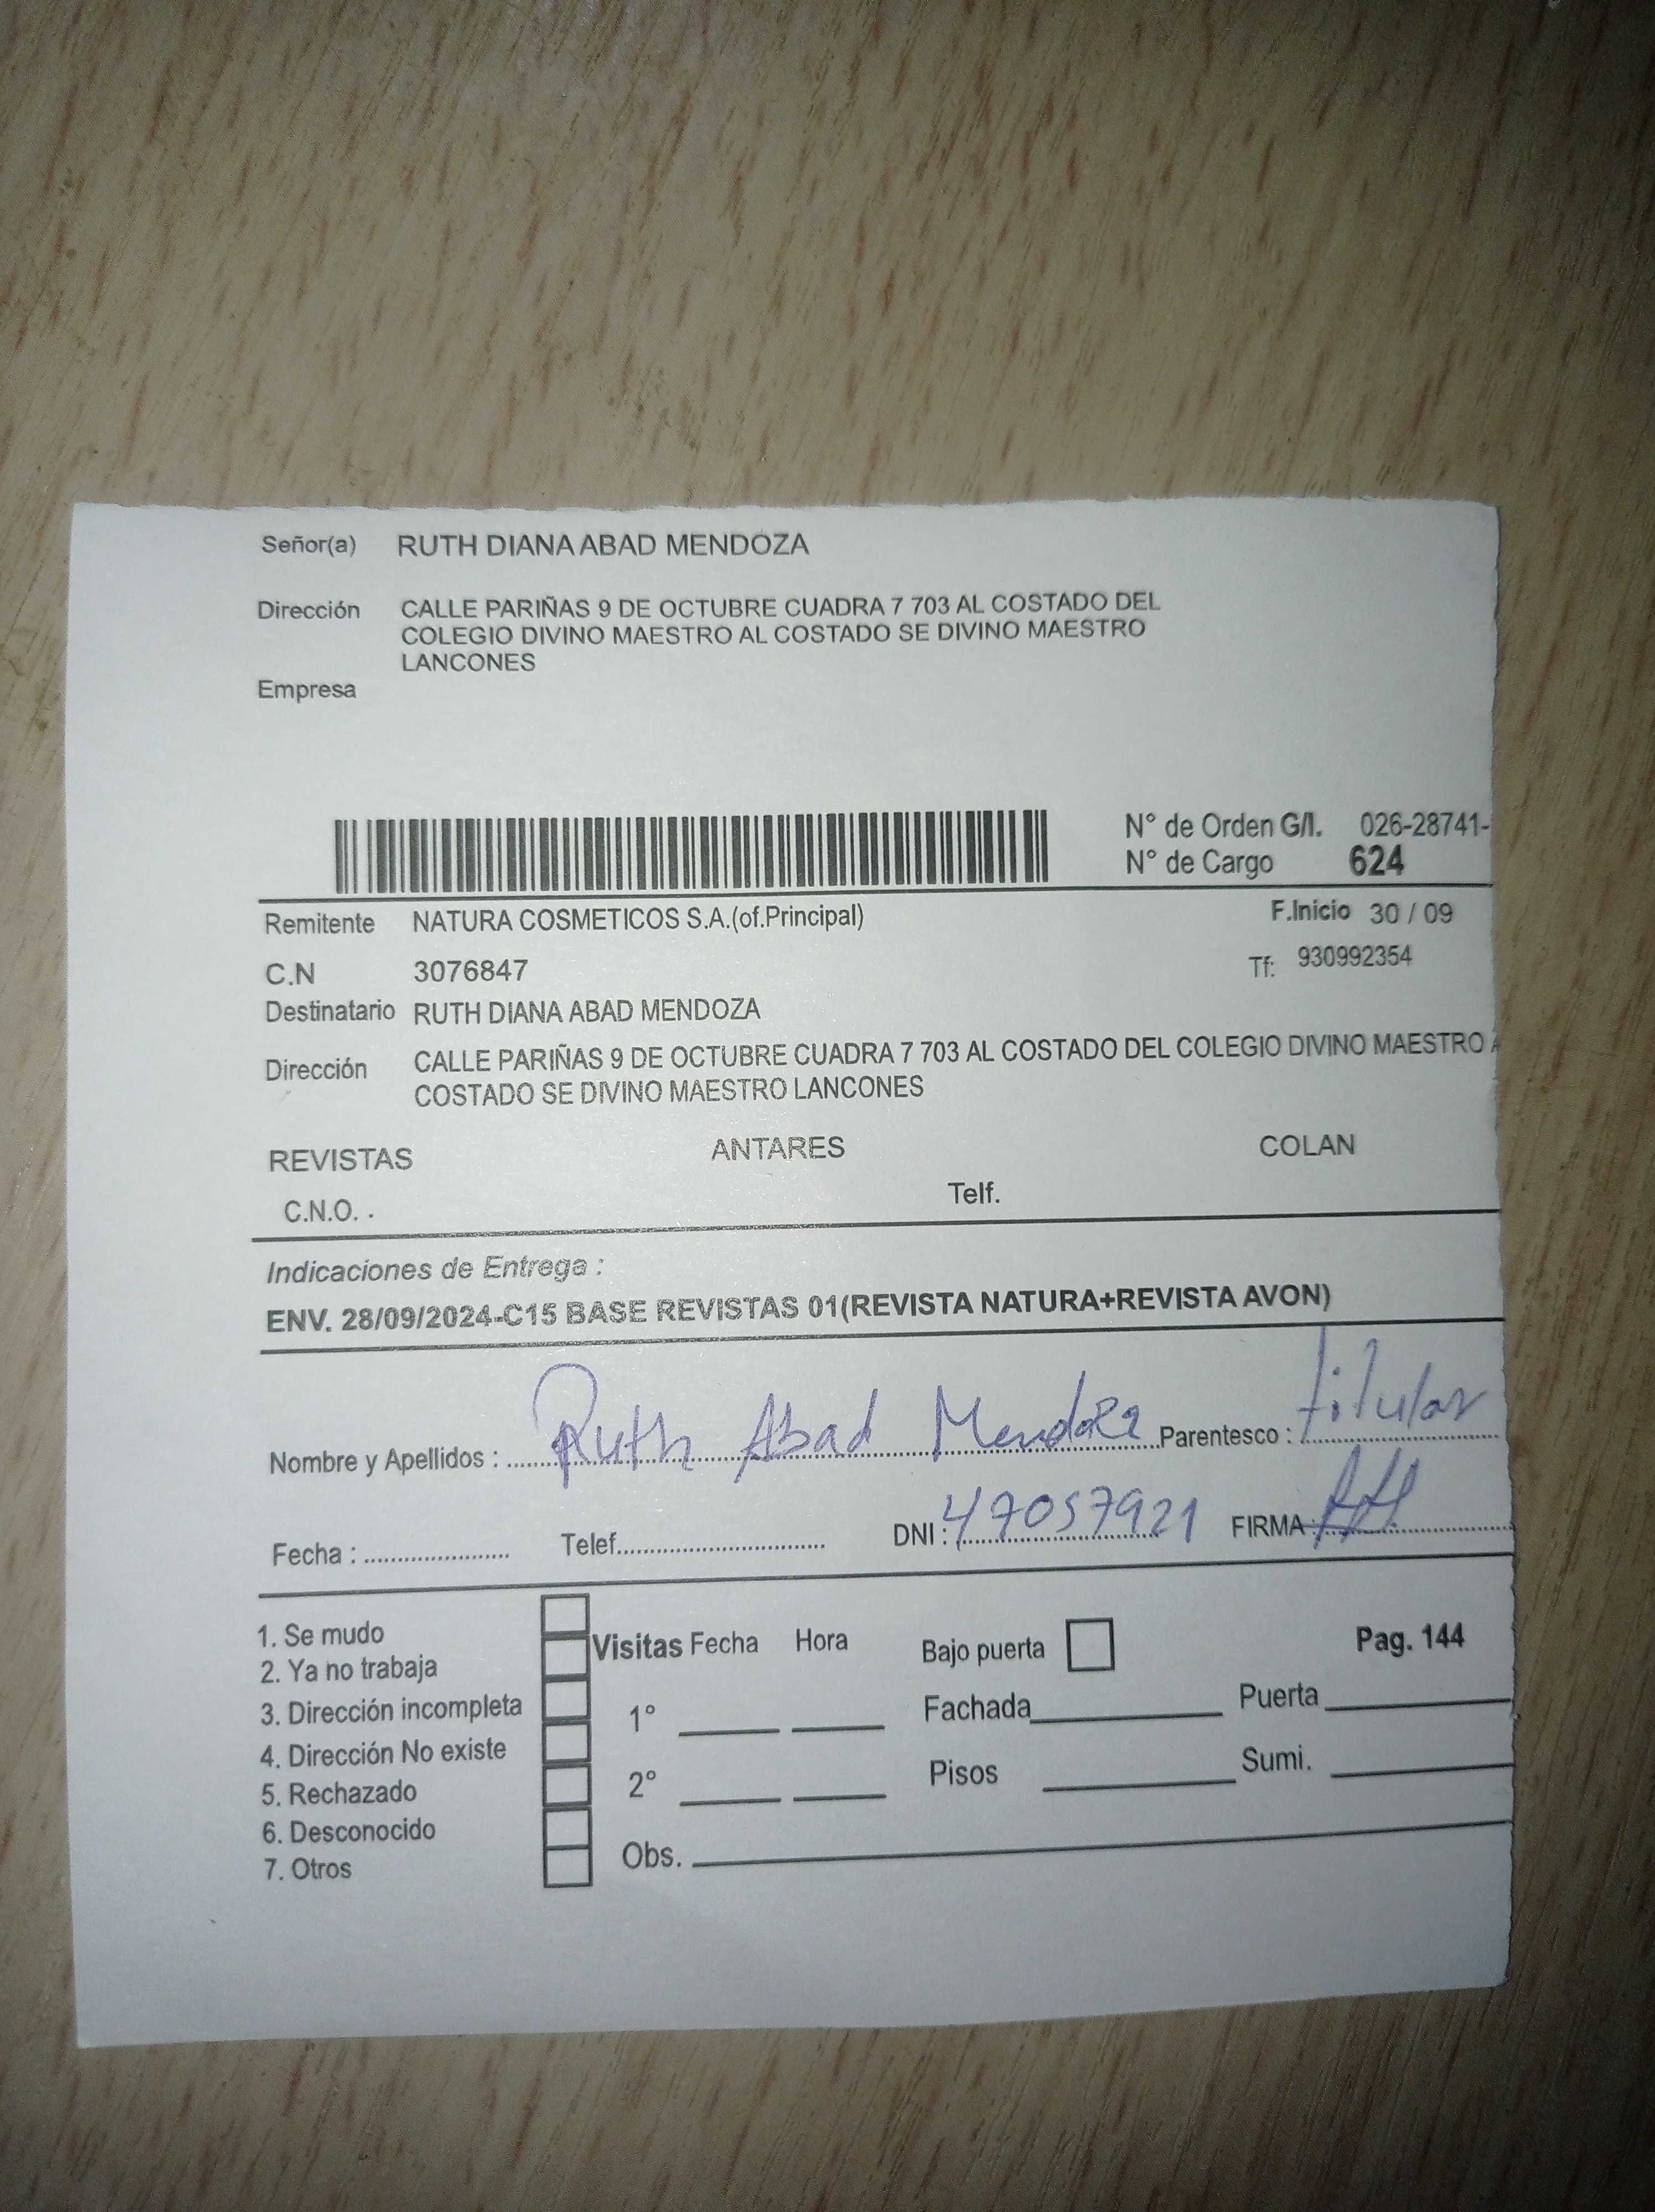 Señor(a) RUTH DIANA ABAD MENDOZA
Dirección CALLE PARIÑAS 9 DE OCTUBRE CUADRA 7 703 AL COSTADO DEL
COLEGIO DIVINO MAESTRO AL COSTADO SE DIVINO MAESTRO
LANCONES
Empresa
N° de Orden G/I. 026-28741-
N° de Cargo 624
Remitente NATURA COSMETICOS S.A.(of.Principal) F.Inicio 30 / 09
C.N 3076847 Tf: 930992354
Destinatario RUTH DIANA ABAD MENDOZA
Dirección CALLE PARIÑAS 9 DE OCTUBRE CUADRA 7 703 AL COSTADO DEL COLEGIO DIVINO MAESTRO
COSTADO SE DIVINO MAESTRO LANCONES
REVISTAS ANTARES COLAN
C.N.O. . Telf.
Indicaciones de Entrega :
ENV. 28/09/2024-C15 BASE REVISTAS 01(REVISTA NATURA+REVISTA AVON)
Nombre y Apellidos : Ruth Abad Mendoza Parentesco : titular
Fecha : Telef. DNI : 47057921 FIRMA :
1. Se mudo
2. Ya no trabaja
3. Dirección incompleta
4. Dirección No existe
5. Rechazado
6. Desconocido
7. Otros
Visitas Fecha Hora Bajo puerta Pag. 144
1° Fachada Puerta
2° Pisos Sumi.
Obs.